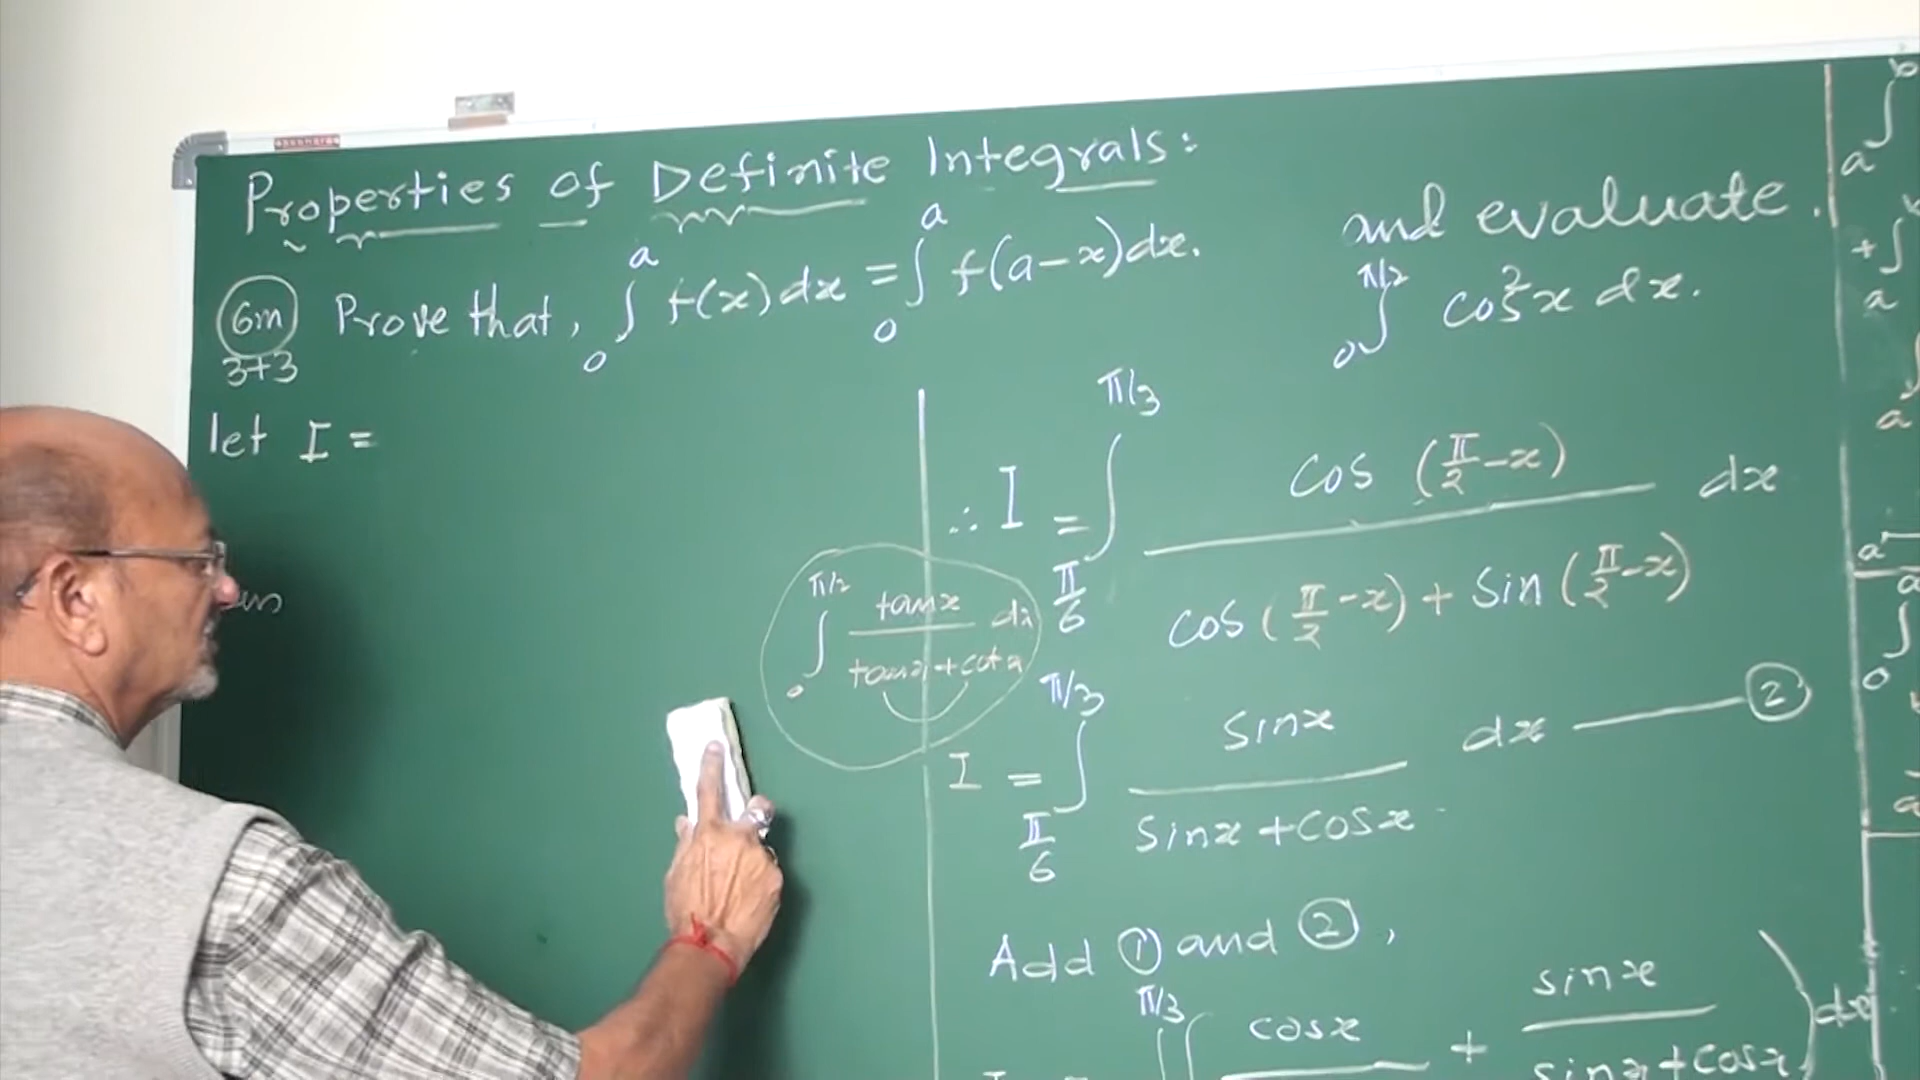 Properties of Definite Integrals:
6m Prove that, ∫₀ᵃ f(x)dx = ∫₀ᵃ f(a-x)dx. and evaluate.
3+3
∫₀^{π/2} cos²x dx.
let I =
∫₀^{π/2} tanx / (tanx + cotx) dx
∴ I = ∫_{π/6}^{π/3} cos(π/2 - x) / (cos(π/2 - x) + sin(π/2 - x)) dx
I = ∫_{π/6}^{π/3} sinx / (sinx + cosx) dx — ②
Add ① and ②,
π/3
∫ ( cosx + sinx / (sinx + cosx) ) dx